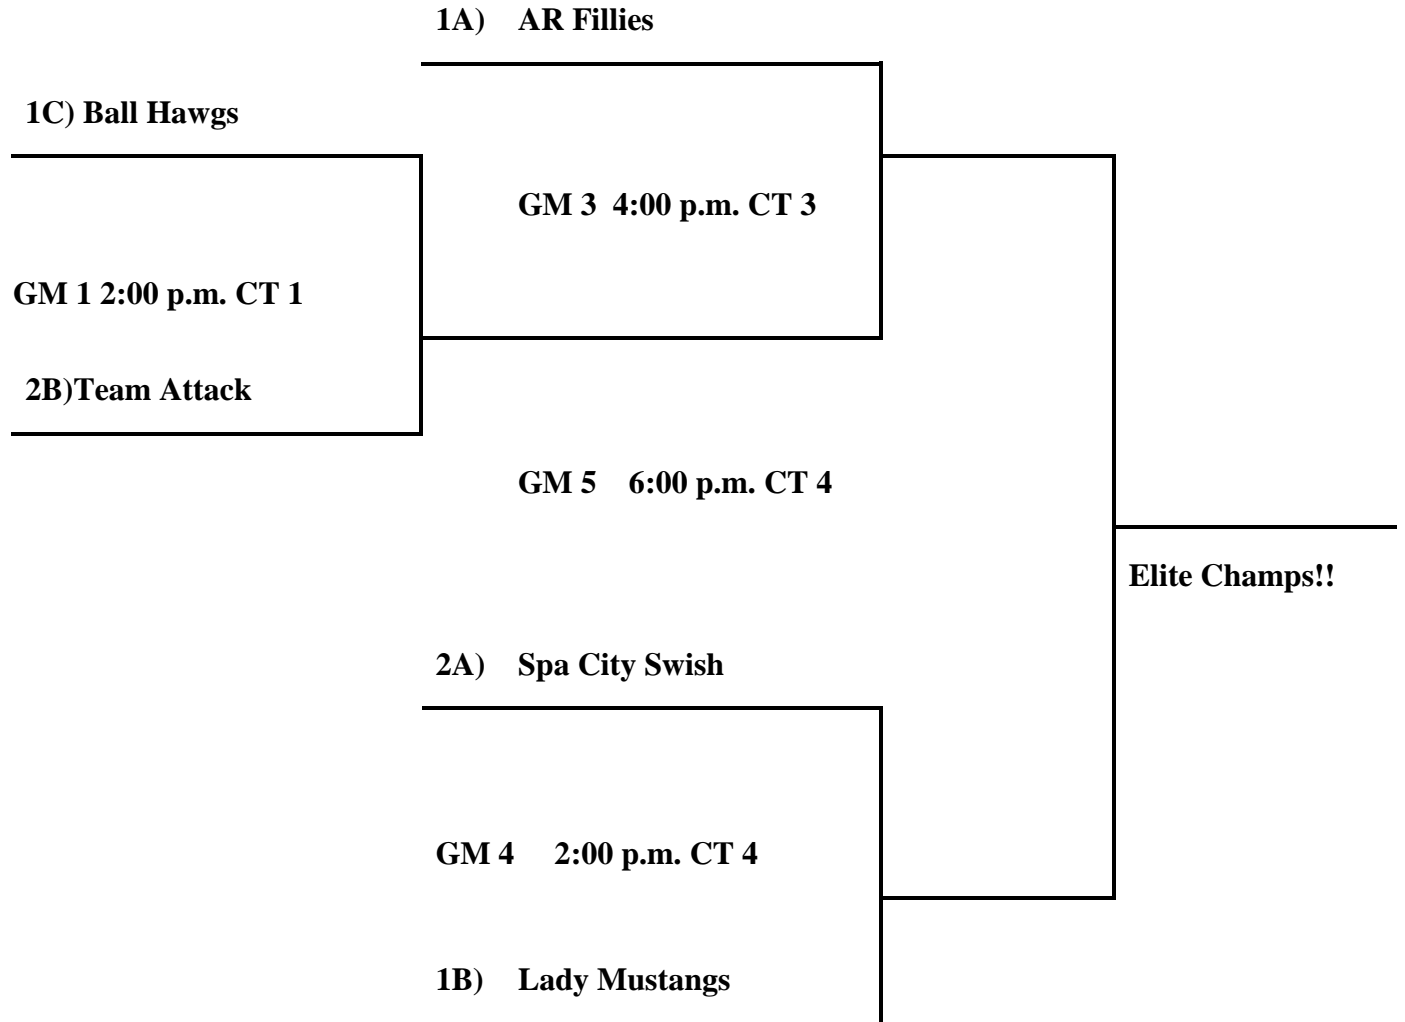 1A) AR Fillies
1C) Ball Hawgs
GM 3 4:00 p.m. CT 3
GM 1 2:00 p.m. CT 1
2B)Team Attack
GM 5 6:00 p.m. CT 4
Elite Champs!!
2A) Spa City Swish
GM 4 2:00 p.m. CT 4
1B) Lady Mustangs